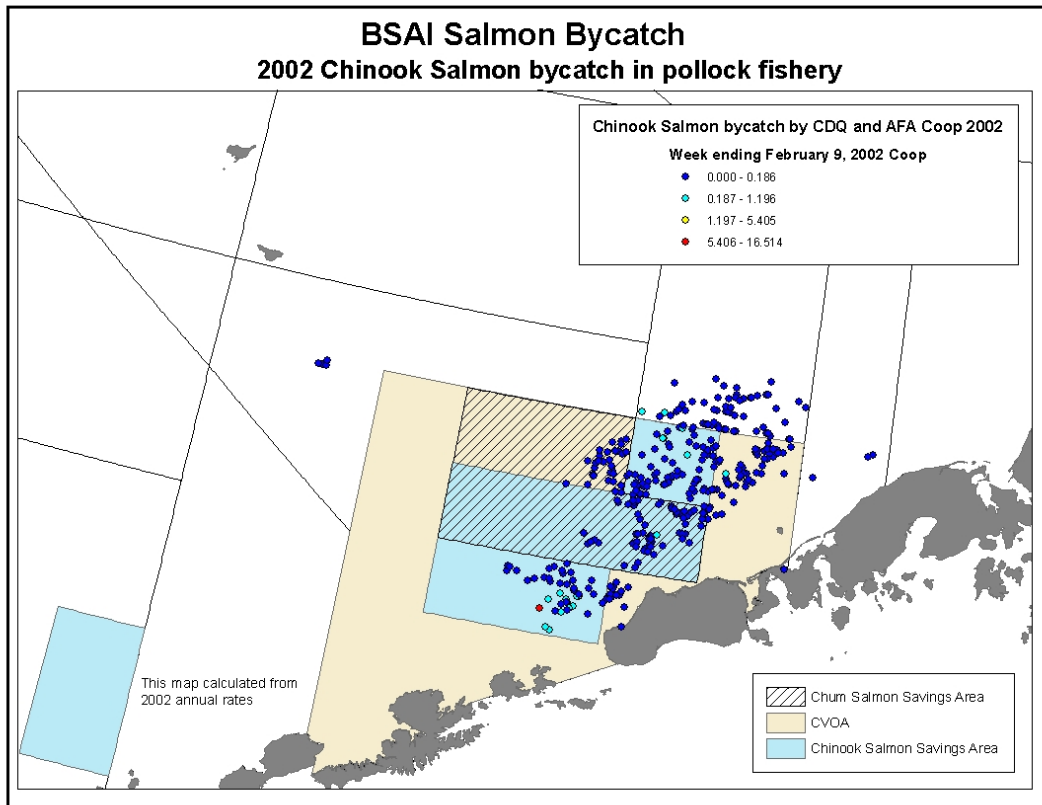 BSAI Salmon Bycatch
2002 Chinook Salmon bycatch in pollock fishery
Chinook Salmon bycatch by CDQ and AFA Coop 2002
Week ending February 9, 2002 Coop
0.000 - 0.186
0.187 - 1.196
1.197 - 5.405
5.406 - 16.514
This map calculated from
2002 annual rates
Chum Salmon Savings Area
CVOA
Chinook Salmon Savings Area